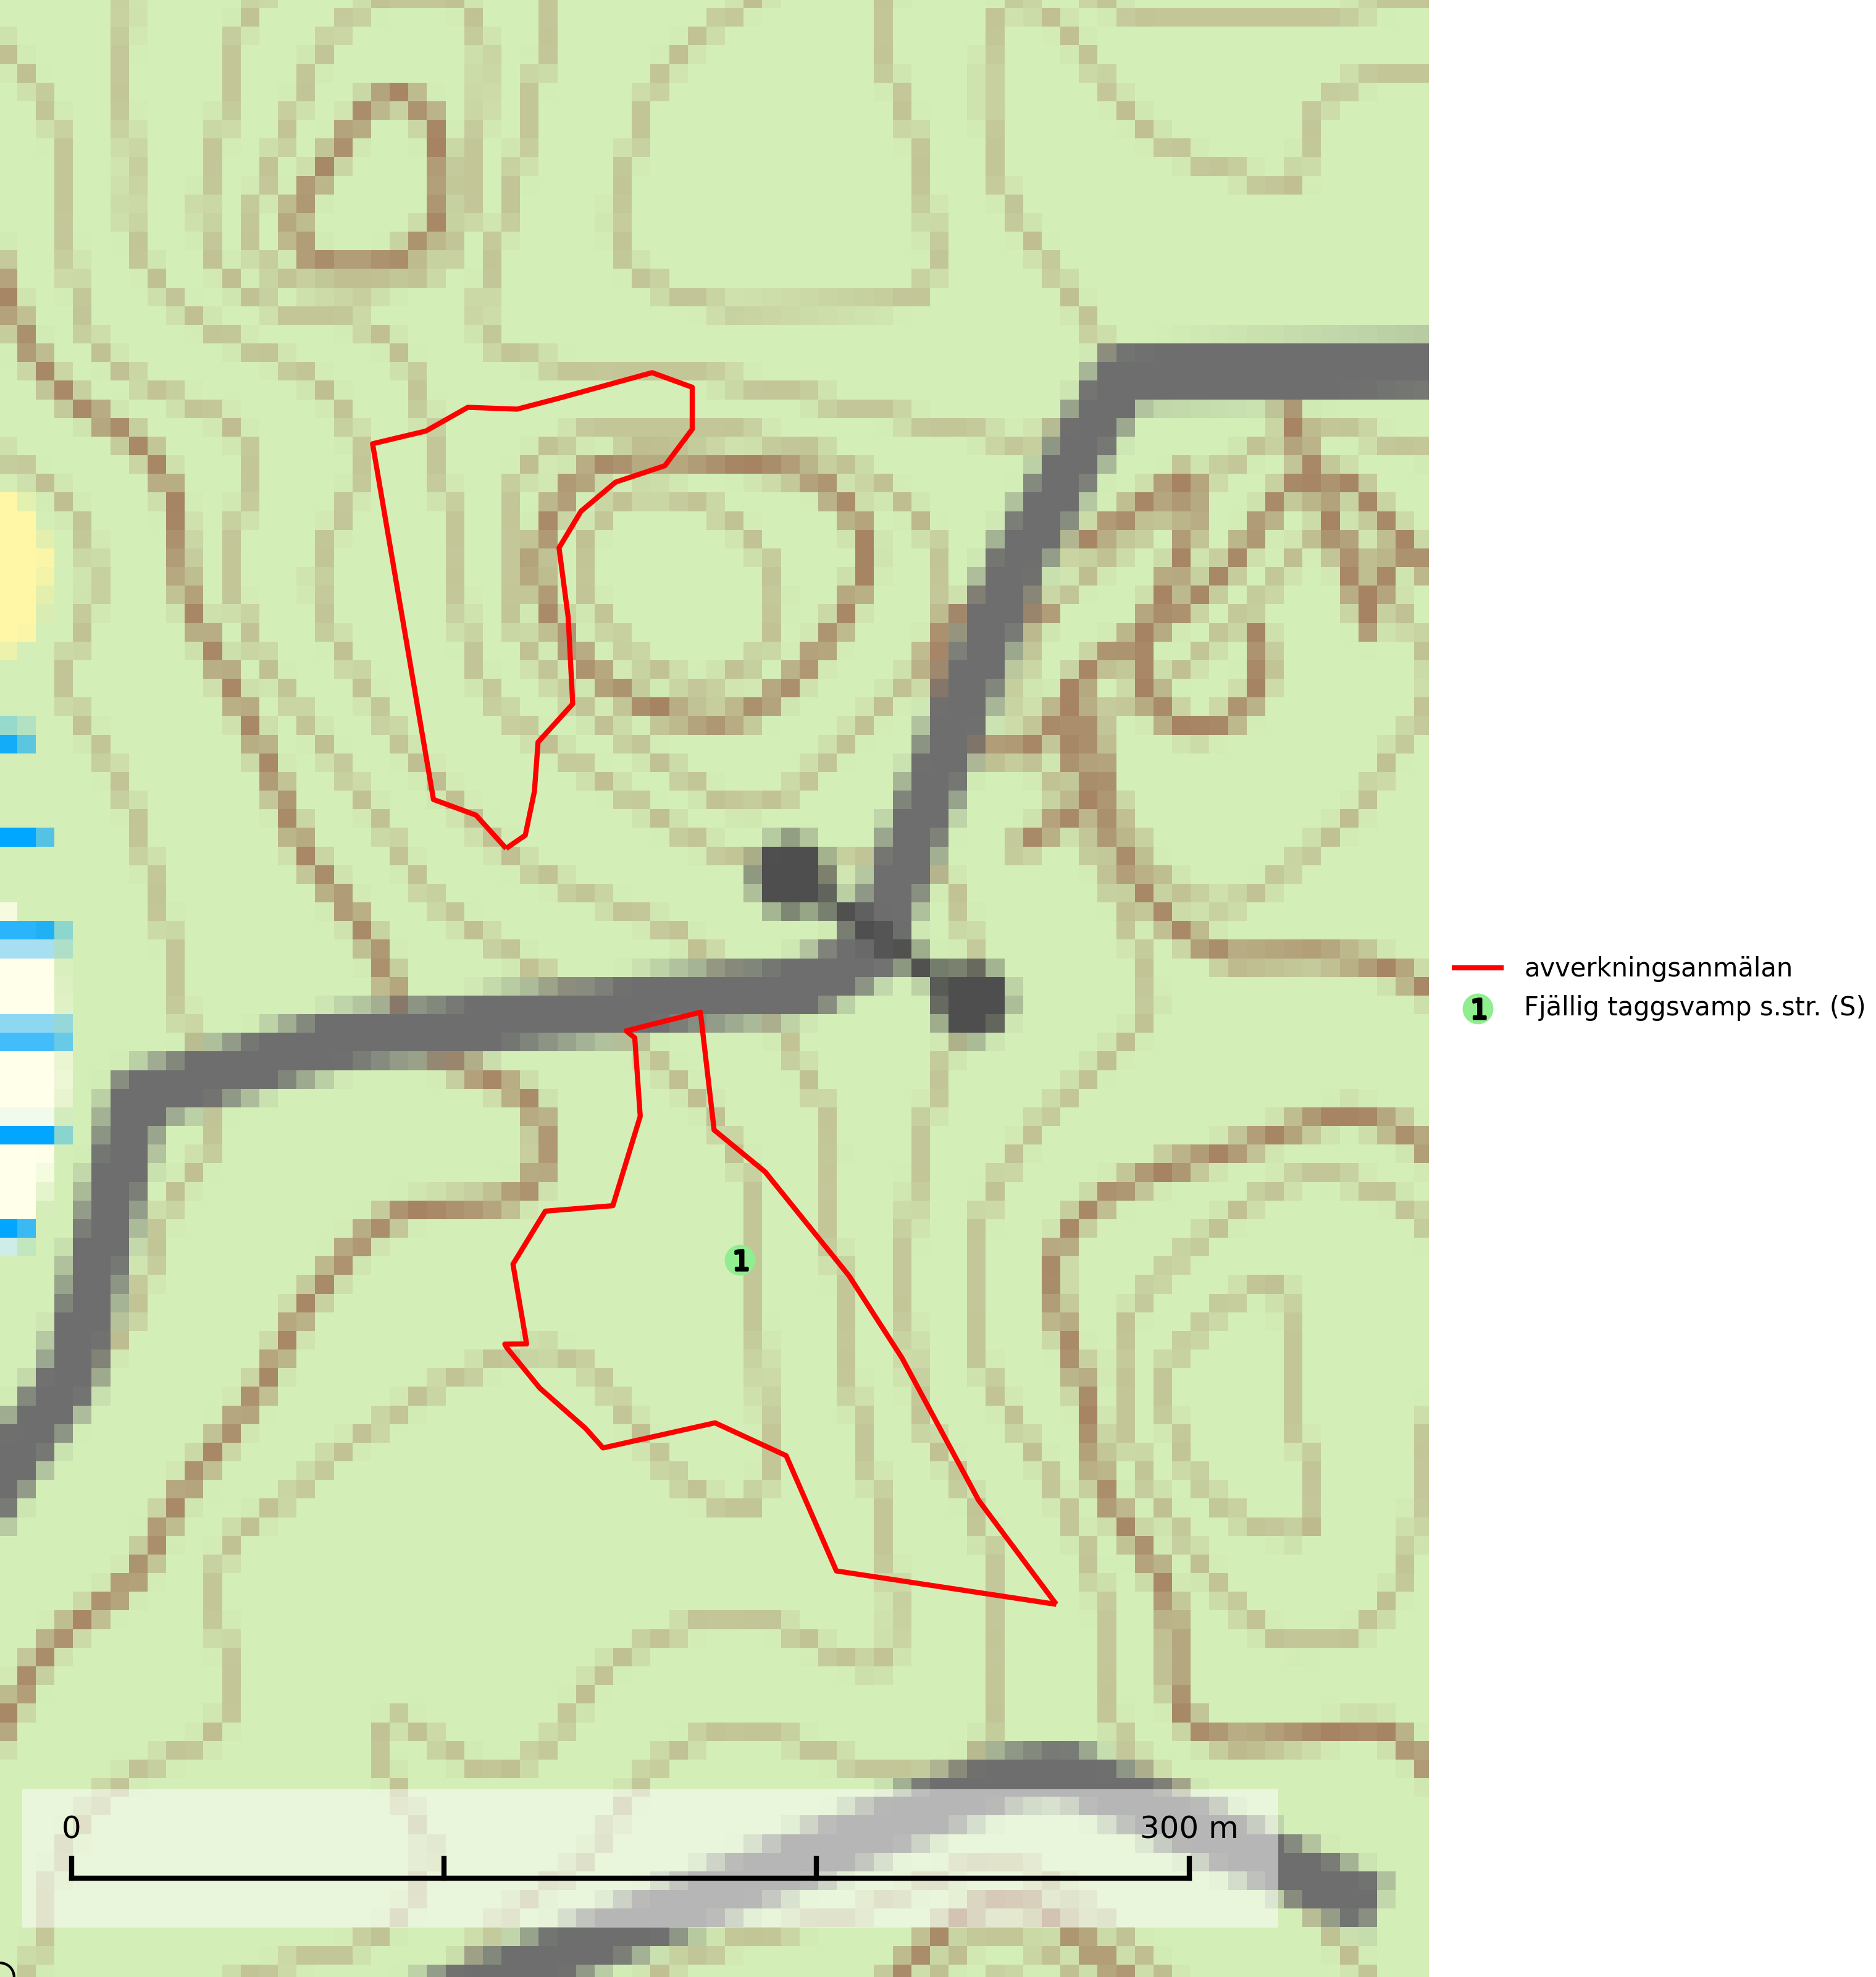 avverkningsanmälan
1 Fjällig taggsvamp s.str. (S)
1
0 300 m